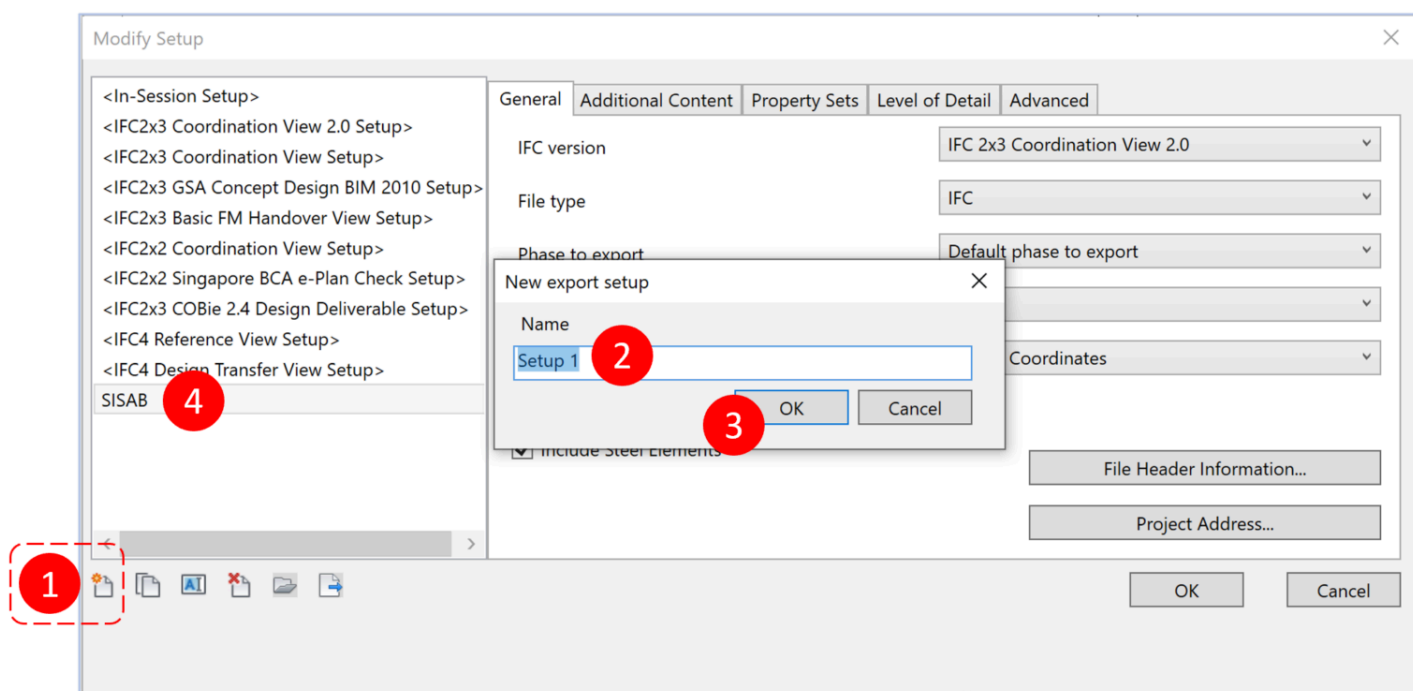 Modify Setup
<In-Session Setup>
<IFC2x3 Coordination View 2.0 Setup>
<IFC2x3 Coordination View Setup>
<IFC2x3 GSA Concept Design BIM 2010 Setup>
<IFC2x3 Basic FM Handover View Setup>
<IFC2x2 Coordination View Setup>
<IFC2x2 Singapore BCA e-Plan Check Setup>
<IFC2x3 COBie 2.4 Design Deliverable Setup>
<IFC4 Reference View Setup>
<IFC4 Design Transfer View Setup>
SISAB 4
General Additional Content Property Sets Level of Detail Advanced
IFC version IFC 2x3 Coordination View 2.0
File type IFC
Phase to export Default phase to export
Coordinates
New export setup
Name
Setup 1 2
3 OK Cancel
Include Steel Elements
File Header Information...
Project Address...
1 AI
OK Cancel